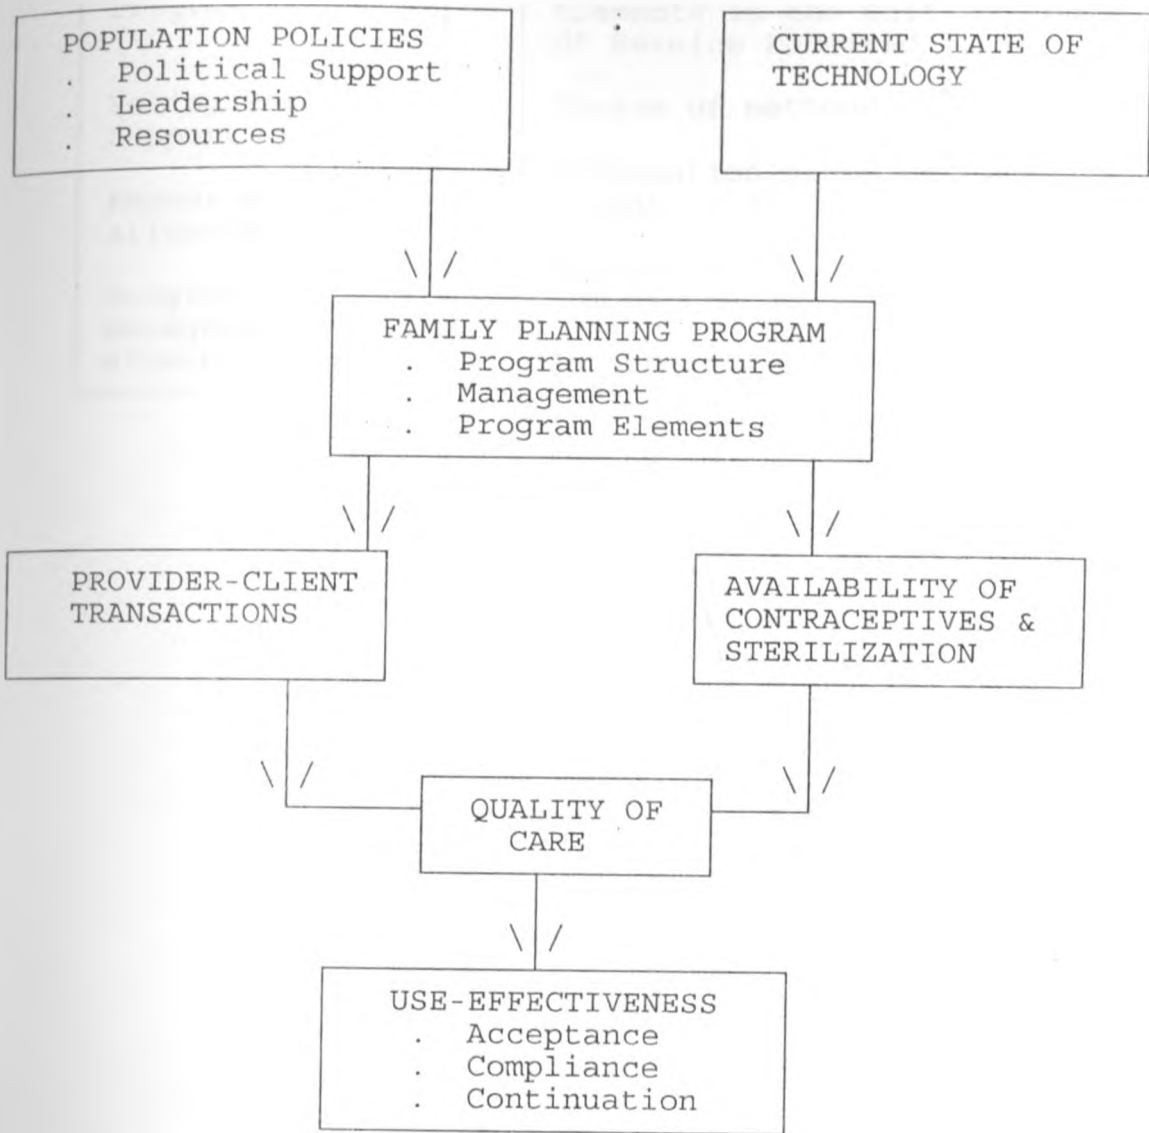 POPULATION POLICIES
. Political Support
. Leadership
. Resources
CURRENT STATE OF
TECHNOLOGY
FAMILY PLANNING PROGRAM
. Program Structure
. Management
. Program Elements
PROVIDER-CLIENT
TRANSACTIONS
AVAILABILITY OF
CONTRACEPTIVES &
STERILIZATION
QUALITY OF
CARE
USE-EFFECTIVENESS
. Acceptance
. Compliance
. Continuation